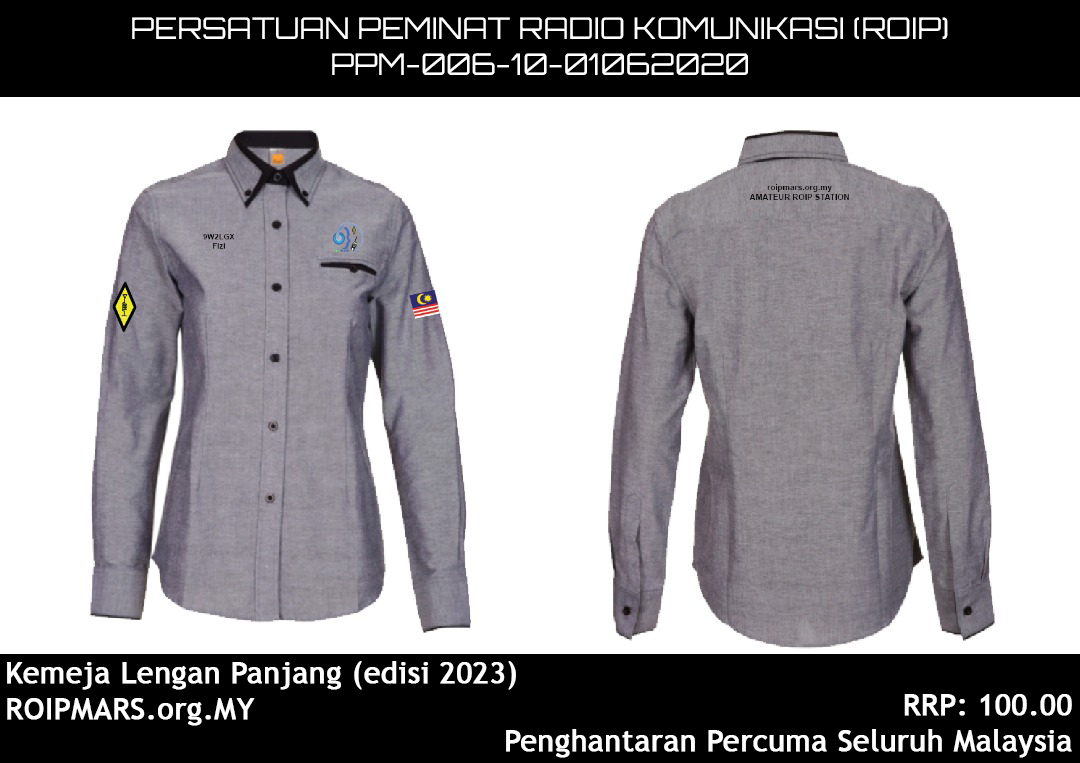 PERSATUAN PEMINAT RADIO KOMUNIKASI (ROIP)
PPM-006-10-01062020
9W2LGX
Fizi
roipmars.org.my
AMATEUR ROIP STATION
Kemeja Lengan Panjang (edisi 2023)
ROIPMARS.org.MY
RRP: 100.00
Penghantaran Percuma Seluruh Malaysia